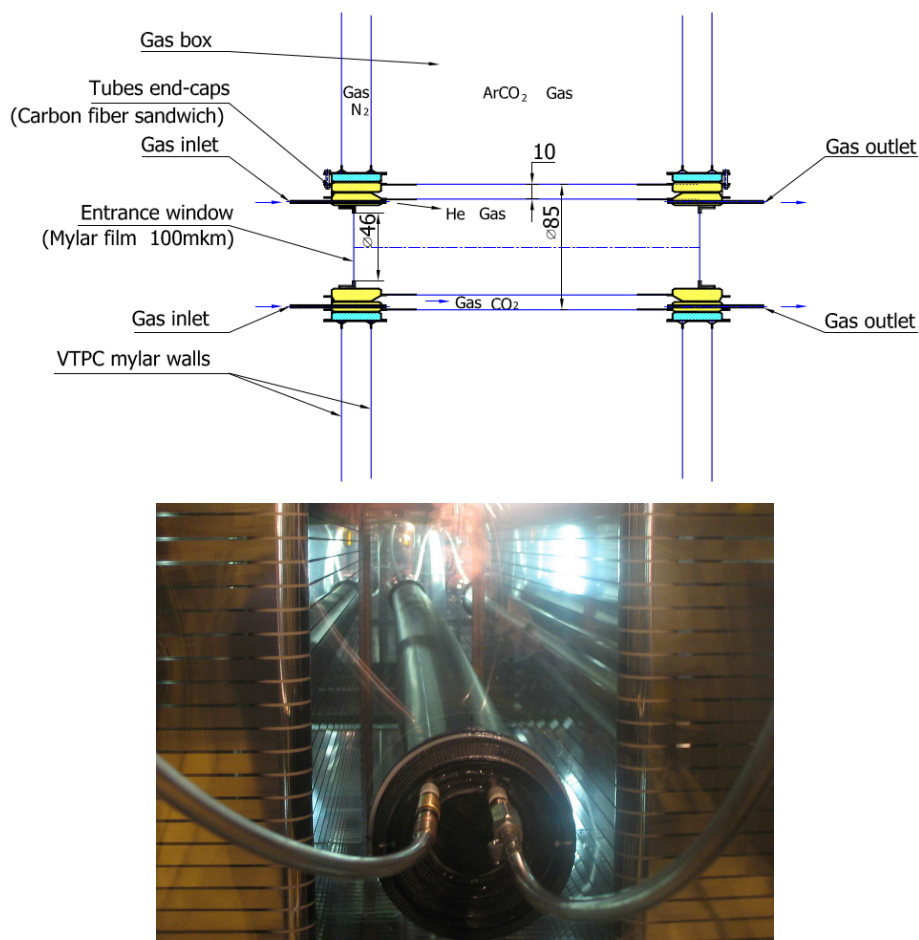 Gas box
Tubes end-caps
(Carbon fiber sandwich)
Gas inlet
Entrance window
(Mylar film 100mkm)
Gas inlet
VTPC mylar walls
Gas
N₂
ArCO₂ Gas
10
He Gas
⌀46
⌀85
Gas CO₂
Gas outlet
Gas outlet